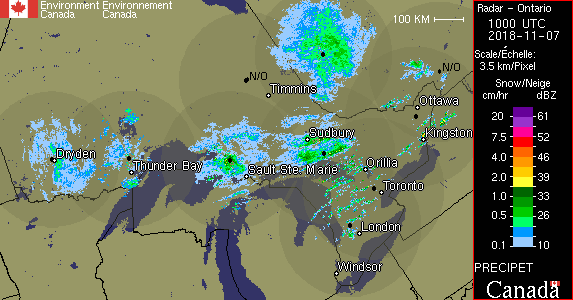 Environment Environnement
Canada Canada
100 KM
N/O
Timmins
N/O
Ottawa
Kingston
Sudbury
Dryden
Thunder Bay
Sault Ste. Marie
Orillia
Toronto
London
Windsor
Radar - Ontario
1000 UTC
2018-11-07
Scale/Échelle:
3.5 km/Pixel
Snow/Neige
cm/hr dBZ
20 61
7.5 52
4.0 46
2.0 39
1.0 33
0.5 26
0.1 10
PRECIPET
Canada